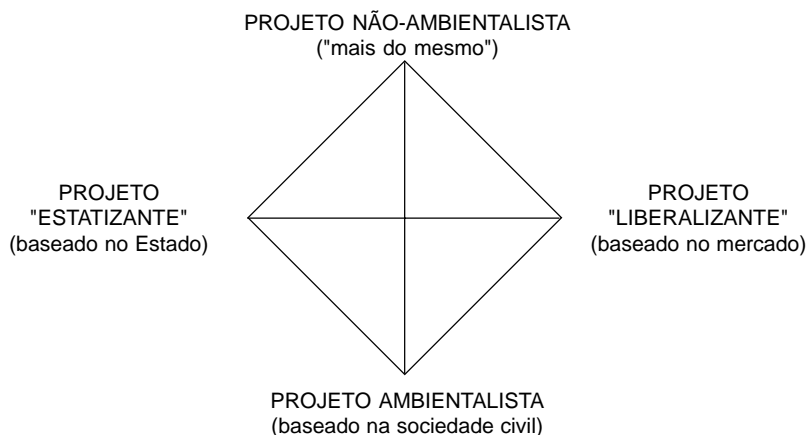 PROJETO NÃO-AMBIENTALISTA
("mais do mesmo")
PROJETO
"ESTATIZANTE"
(baseado no Estado)
PROJETO
"LIBERALIZANTE"
(baseado no mercado)
PROJETO AMBIENTALISTA
(baseado na sociedade civil)